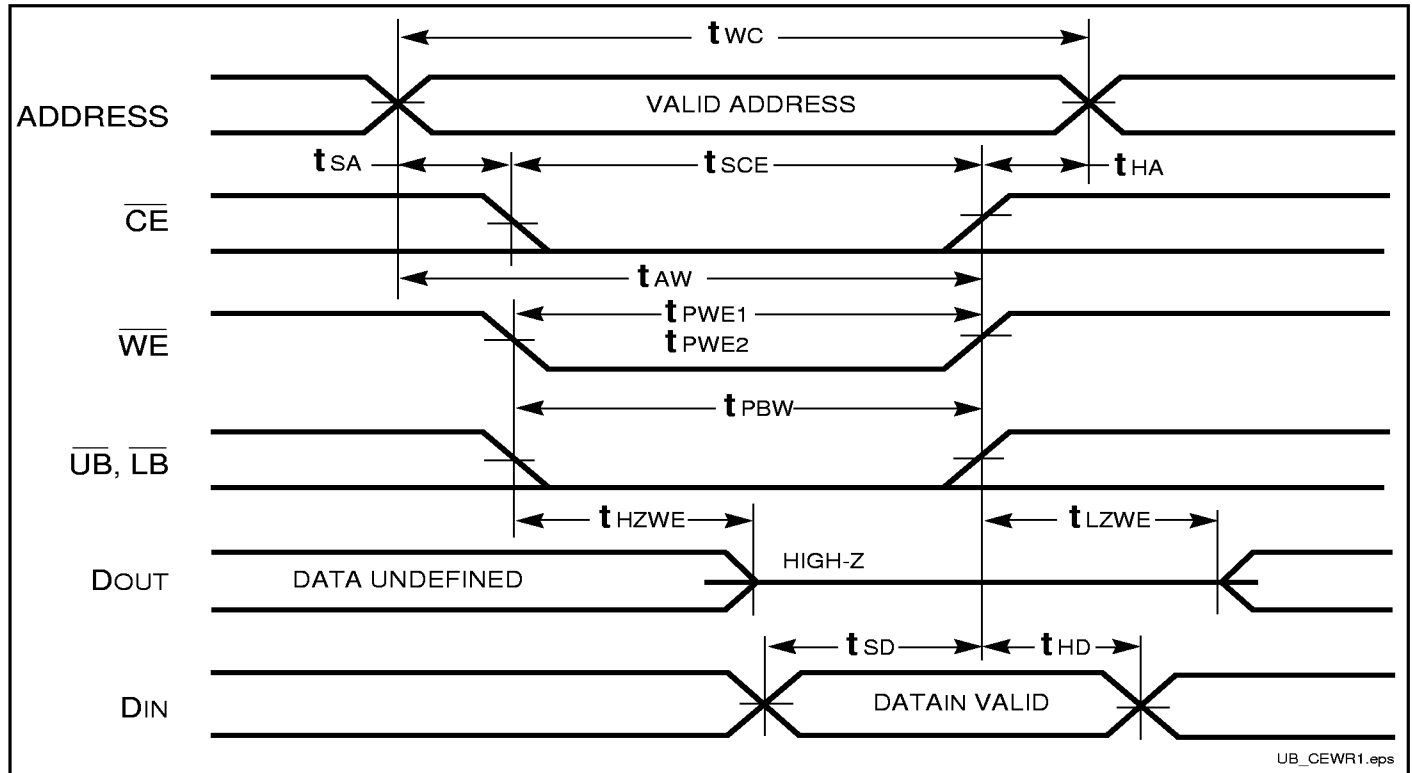 tWC
ADDRESS
VALID ADDRESS
tSA
tSCE
tHA
CE
tAW
WE
tPWE1
tPWE2
tPBW
UB, LB
tHZWE
tLZWE
DOUT
DATA UNDEFINED
HIGH-Z
tSD
tHD
DIN
DATAIN VALID
UB_CEWR1.eps